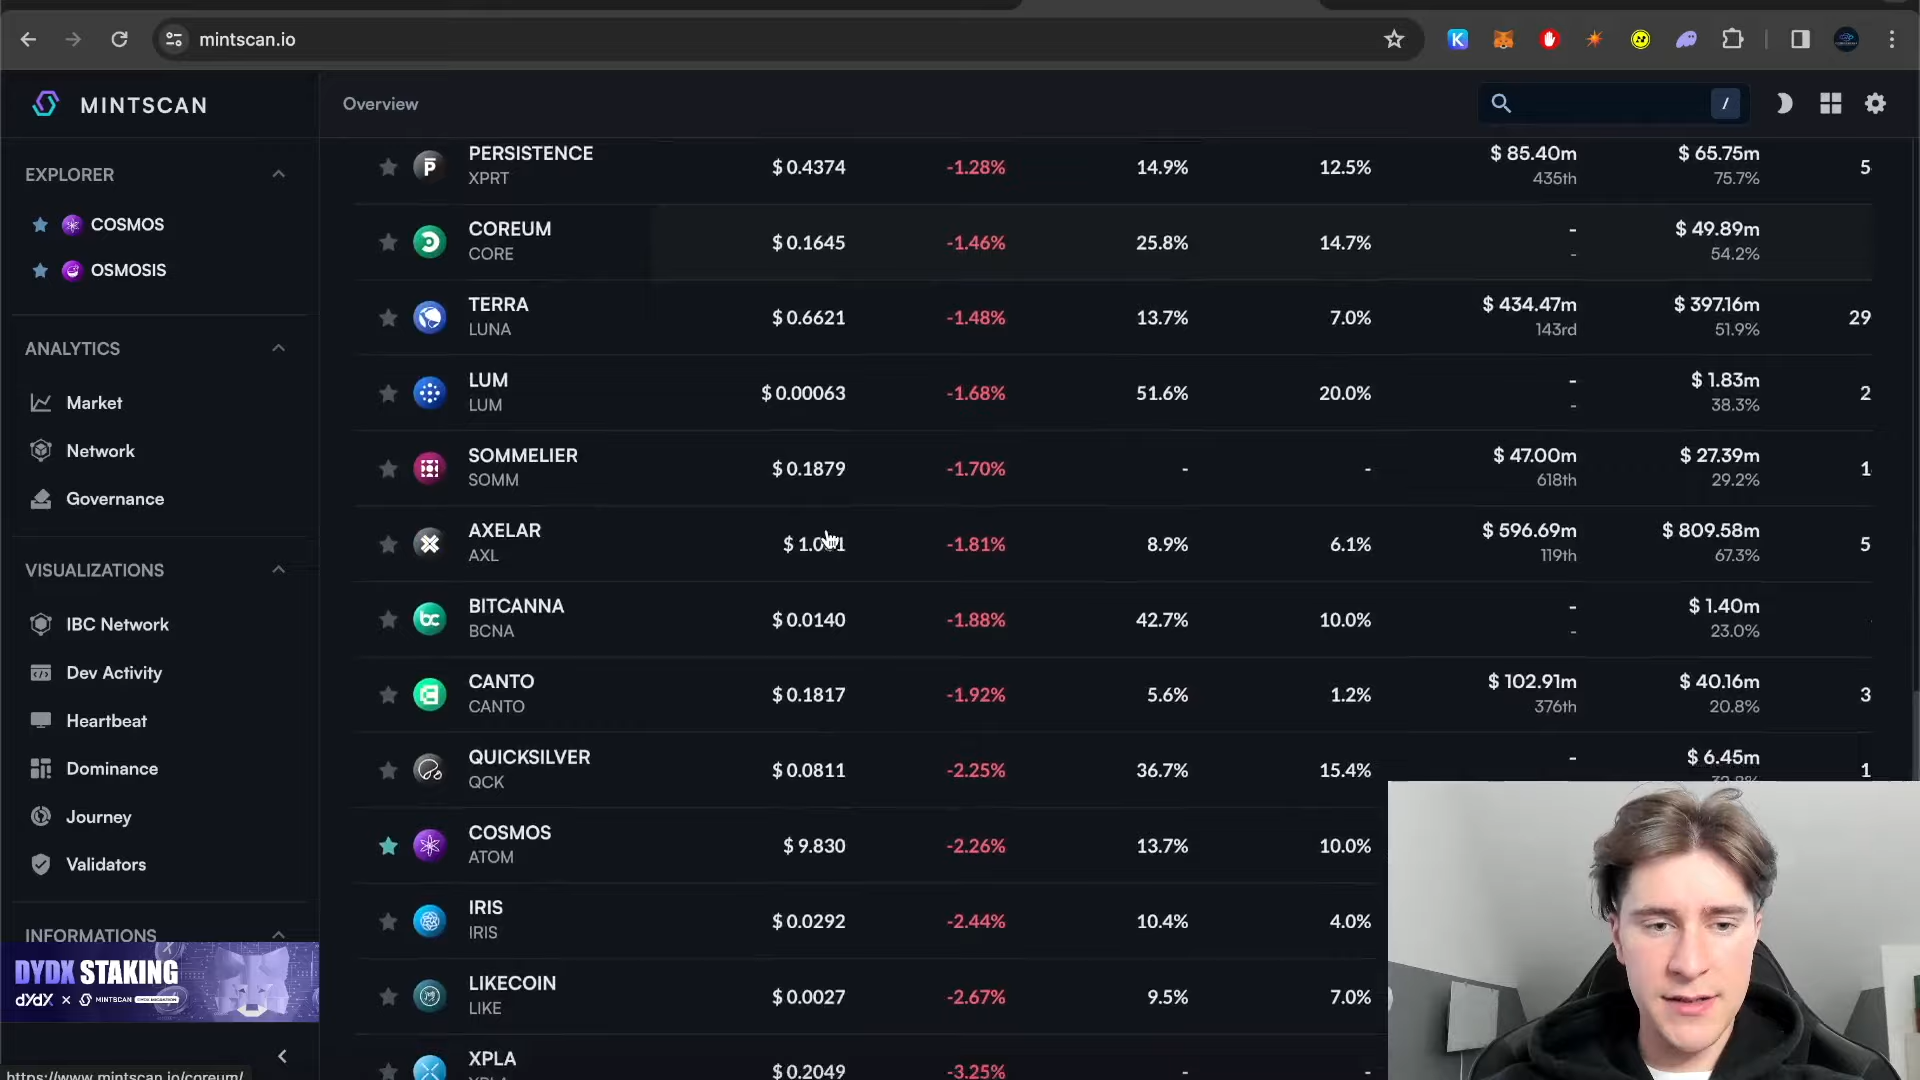 mintscan.io
K
MINTSCAN
Overview
/
EXPLORER
COSMOS
OSMOSIS
ANALYTICS
Market
Network
Governance
VISUALIZATIONS
IBC Network
Dev Activity
Heartbeat
Dominance
Journey
Validators
INFORMATIONS
DYDX STAKING
dydx × MINTSCAN
https://www.mintscan.io/coreum/
PERSISTENCE
XPRT
$ 0.4374
-1.28%
14.9%
12.5%
$ 85.40m
435th
$ 65.75m
75.7%
5
COREUM
CORE
$ 0.1645
-1.46%
25.8%
14.7%
-
-
$ 49.89m
54.2%
TERRA
LUNA
$ 0.6621
-1.48%
13.7%
7.0%
$ 434.47m
143rd
$ 397.16m
51.9%
29
LUM
LUM
$ 0.00063
-1.68%
51.6%
20.0%
-
-
$ 1.83m
38.3%
2
SOMMELIER
SOMM
$ 0.1879
-1.70%
-
-
$ 47.00m
618th
$ 27.39m
29.2%
1
AXELAR
AXL
-1.81%
8.9%
6.1%
$ 596.69m
119th
$ 809.58m
67.3%
5
bc
BITCANNA
BCNA
$ 0.0140
-1.88%
42.7%
10.0%
-
-
$ 1.40m
23.0%
CANTO
CANTO
$ 0.1817
-1.92%
5.6%
1.2%
$ 102.91m
376th
$ 40.16m
20.8%
3
QUICKSILVER
QCK
$ 0.0811
-2.25%
36.7%
15.4%
-
$ 6.45m
1
COSMOS
ATOM
$ 9.830
-2.26%
13.7%
10.0%
IRIS
IRIS
$ 0.0292
-2.44%
10.4%
4.0%
LIKECOIN
LIKE
$ 0.0027
-2.67%
9.5%
7.0%
XPLA
$ 0.2049
-3.25%
-
-